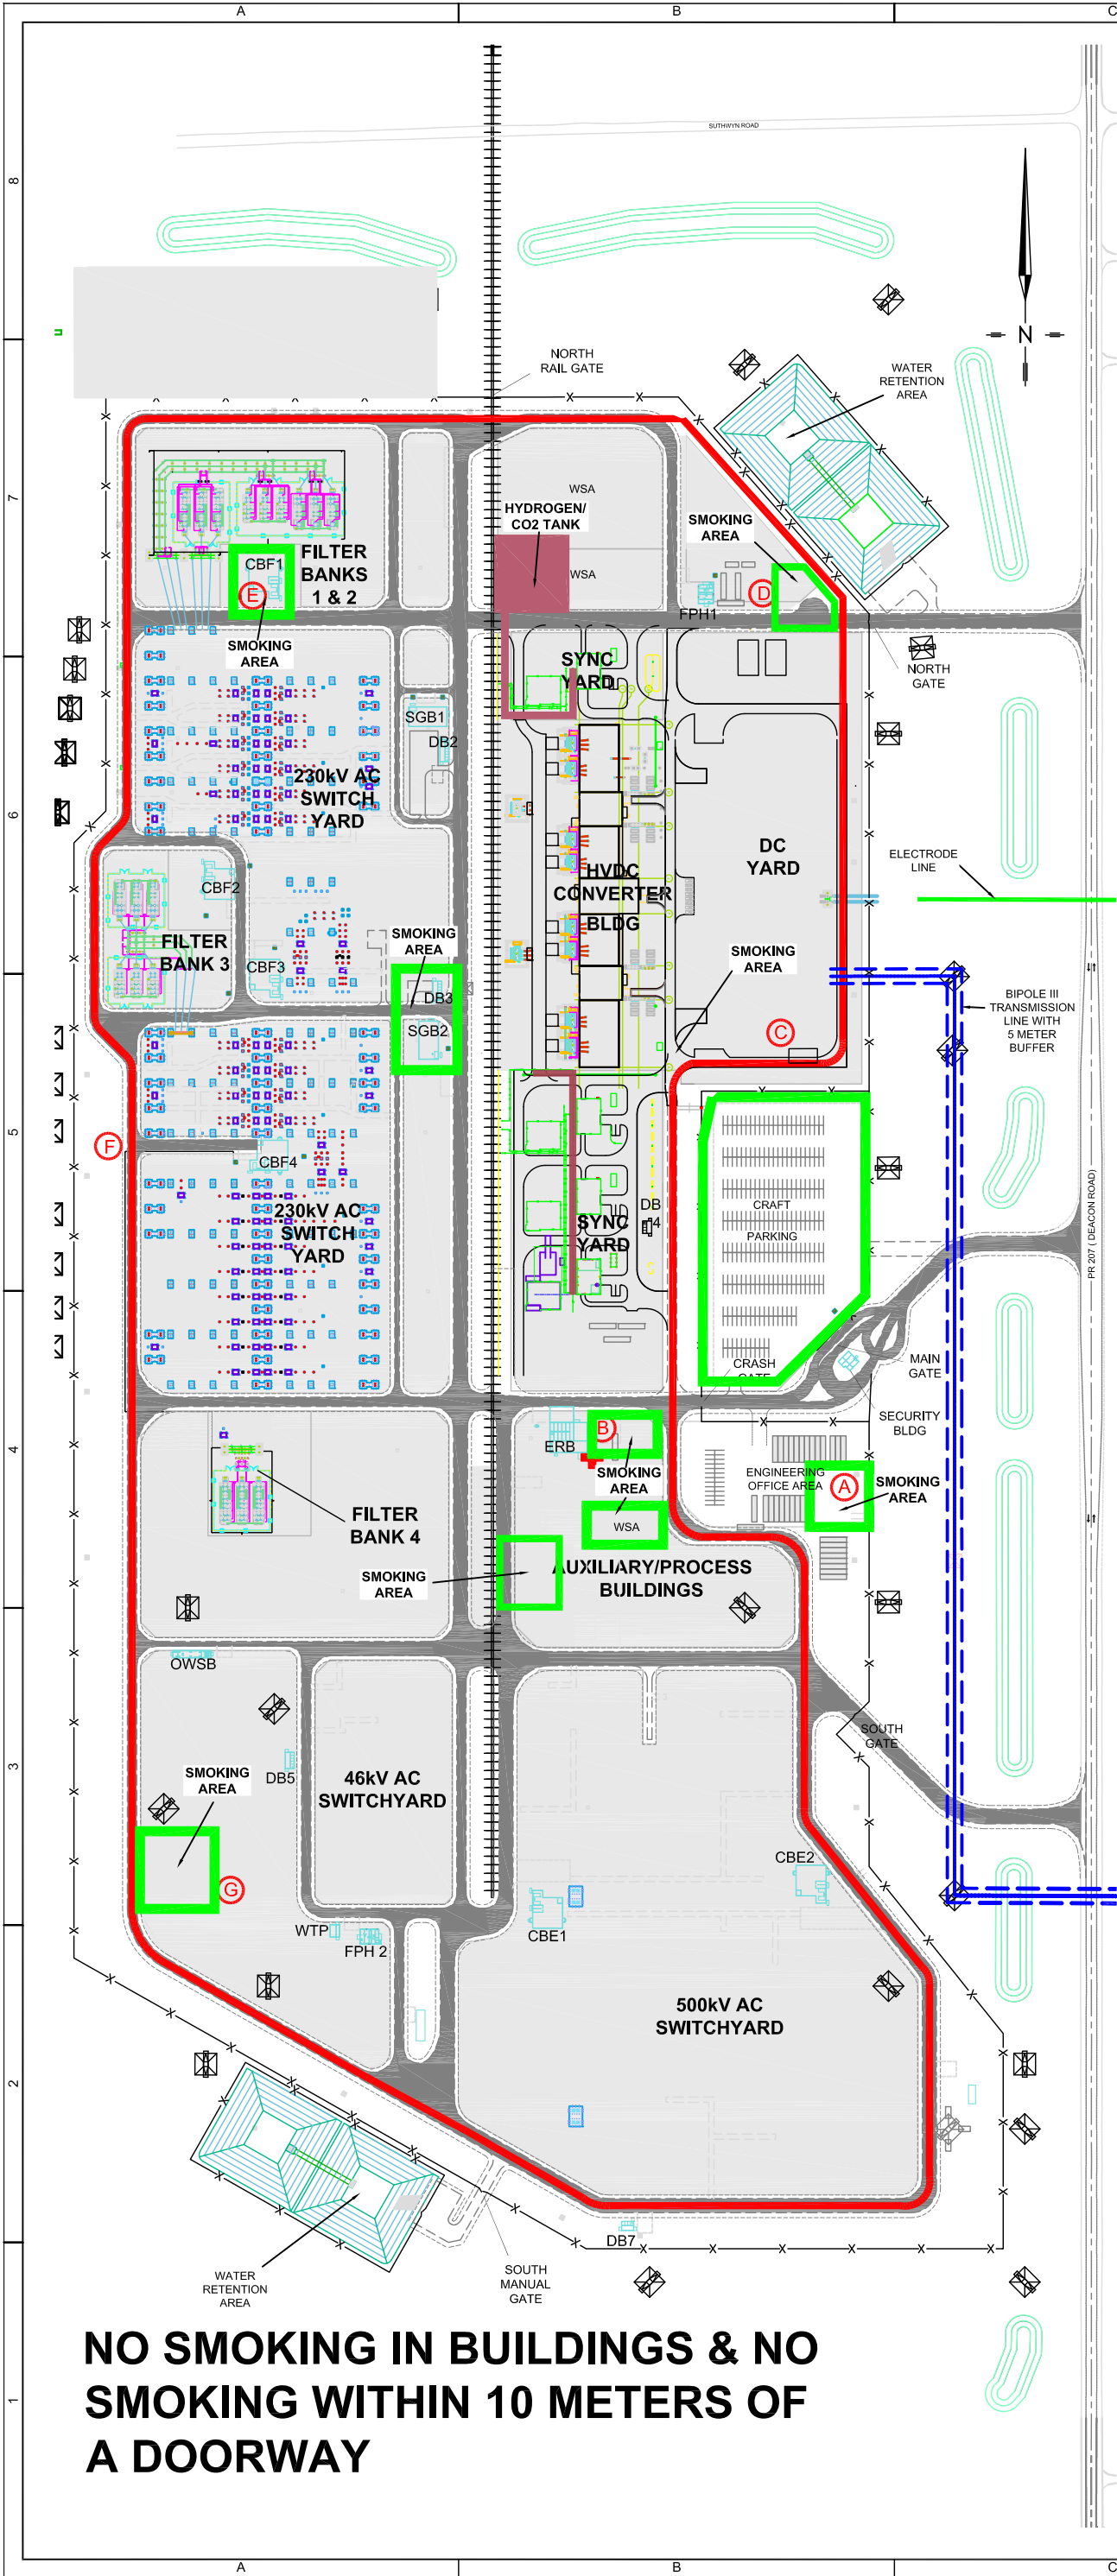 A
B
C
8
SUTHWYN ROAD
N
NORTH
RAIL GATE
WATER
RETENTION
AREA
7
WSA
HYDROGEN/
CO2 TANK
SMOKING
AREA
FILTER
BANKS
1 & 2
CBF1
E
WSA
D
FPH1
SMOKING
AREA
SYNC
YARD
NORTH
GATE
SGB1
DB2
230kV AC
SWITCH
YARD
6
DC
YARD
ELECTRODE
LINE
HVDC
CONVERTER
BLDG
CBF2
FILTER
BANK 3
SMOKING
AREA
SMOKING
AREA
CBF3
DB3
SGB2
BIPOLE III
TRANSMISSION
LINE WITH
5 METER
BUFFER
C
5
F
CBF4
230kV AC
SWITCH
YARD
SYNC
YARD
DB
4
CRAFT
PARKING
PR 207 ( DEACON ROAD)
CRASH
GATE
MAIN
GATE
SECURITY
BLDG
4
ERB
B
SMOKING
AREA
ENGINEERING
OFFICE AREA
A
SMOKING
AREA
FILTER
BANK 4
WSA
SMOKING
AREA
AUXILIARY/PROCESS
BUILDINGS
OWSB
SOUTH
GATE
3
SMOKING
AREA
DB5
46kV AC
SWITCHYARD
CBE2
G
WTP
FPH 2
CBE1
500kV AC
SWITCHYARD
2
DB7
WATER
RETENTION
AREA
SOUTH
MANUAL
GATE
NO SMOKING IN BUILDINGS & NO
SMOKING WITHIN 10 METERS OF
A DOORWAY
1
A
B
C